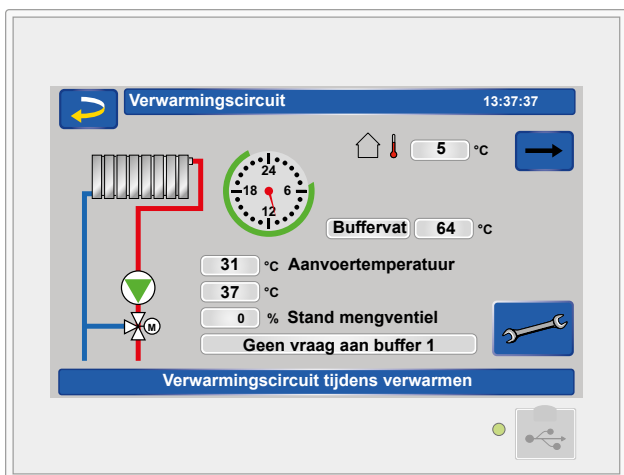 Verwarmingscircuit 13:37:37
5 °C
24
18 6
12
Buffervat 64 °C
31 °C Aanvoertemperatuur
37 °C
0 % Stand mengventiel
M
Geen vraag aan buffer 1
Verwarmingscircuit tijdens verwarmen